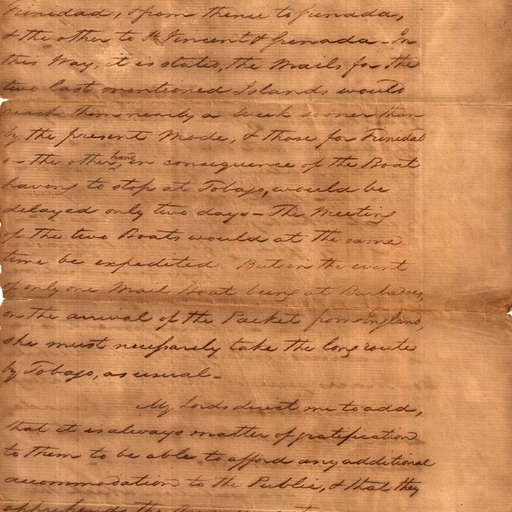 Trinidad, & from thence to Grenada,
& the other to St Vincent & Grenada - In
this Way, it is stated, the Mails for the
two last mentioned Islands would
reach them nearly a Week sooner than
by the present Mode, & those for Trinidad
on the other hand, in consequence of the Boat
having to stop at Tobago, would be
delayed only two days - The Meeting
of the two Boats would at the same
time be expedited. But in the event
of only one Mail Boat being at Barbadoes,
on the arrival of the Packet from England,
she must necessarily take the long route
by Tobago, as usual -
My Lords direct me to add,
that it is always matter of gratification
to them to be able to afford any additional
accommodation to the Public, & that they
apprehend the